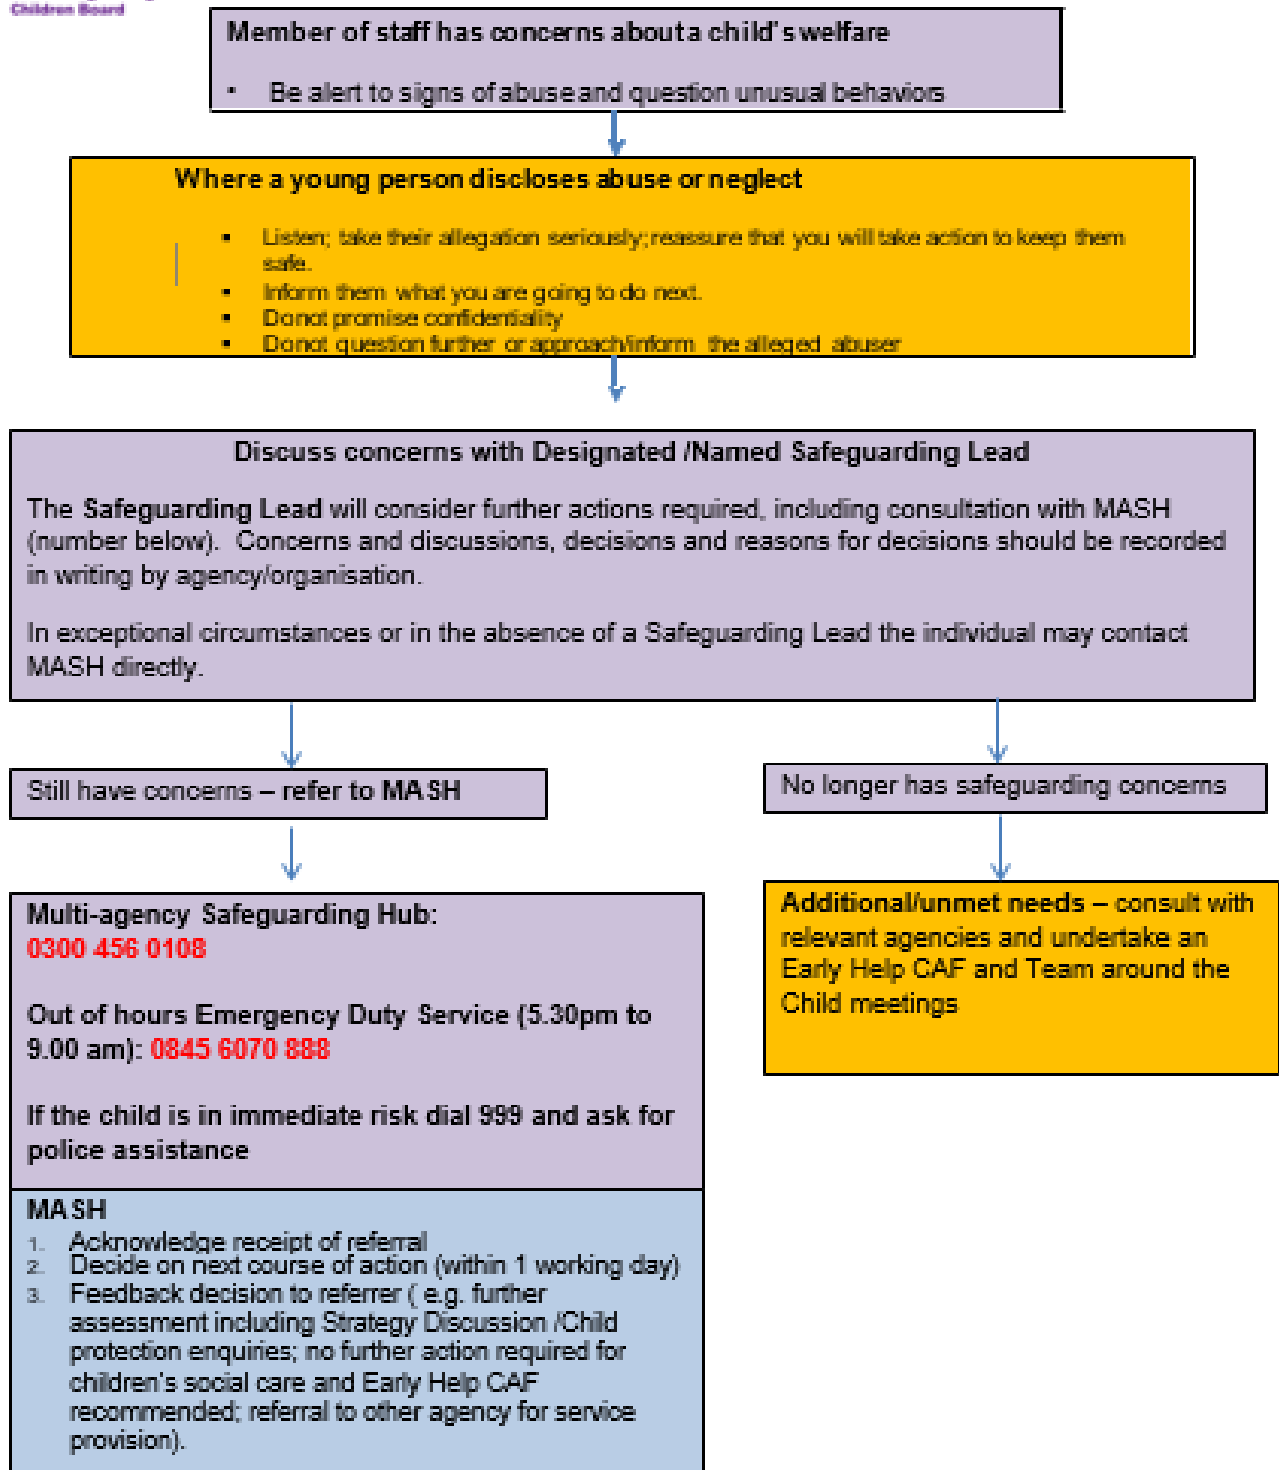 Children Board
Member of staff has concerns about a child's welfare
▪ Be alert to signs of abuse and question unusual behaviors
Where a young person discloses abuse or neglect
▪ Listen; take their allegation seriously; reassure that you will take action to keep them
safe.
▪ Inform them what you are going to do next.
▪ Do not promise confidentiality
▪ Do not question further or approach/inform the alleged abuser
Discuss concerns with Designated /Named Safeguarding Lead
The Safeguarding Lead will consider further actions required, including consultation with MASH
(number below). Concerns and discussions, decisions and reasons for decisions should be recorded
in writing by agency/organisation.
In exceptional circumstances or in the absence of a Safeguarding Lead the individual may contact
MASH directly.
Still have concerns – refer to MASH
No longer has safeguarding concerns
Multi-agency Safeguarding Hub:
0300 456 0108
Out of hours Emergency Duty Service (5.30pm to
9.00 am): 0845 6070 888
If the child is in immediate risk dial 999 and ask for
police assistance
Additional/unmet needs – consult with
relevant agencies and undertake an
Early Help CAF and Team around the
Child meetings
MASH
1. Acknowledge receipt of referral
2. Decide on next course of action (within 1 working day)
3. Feedback decision to referrer ( e.g. further
assessment including Strategy Discussion /Child
protection enquiries; no further action required for
children's social care and Early Help CAF
recommended; referral to other agency for service
provision).